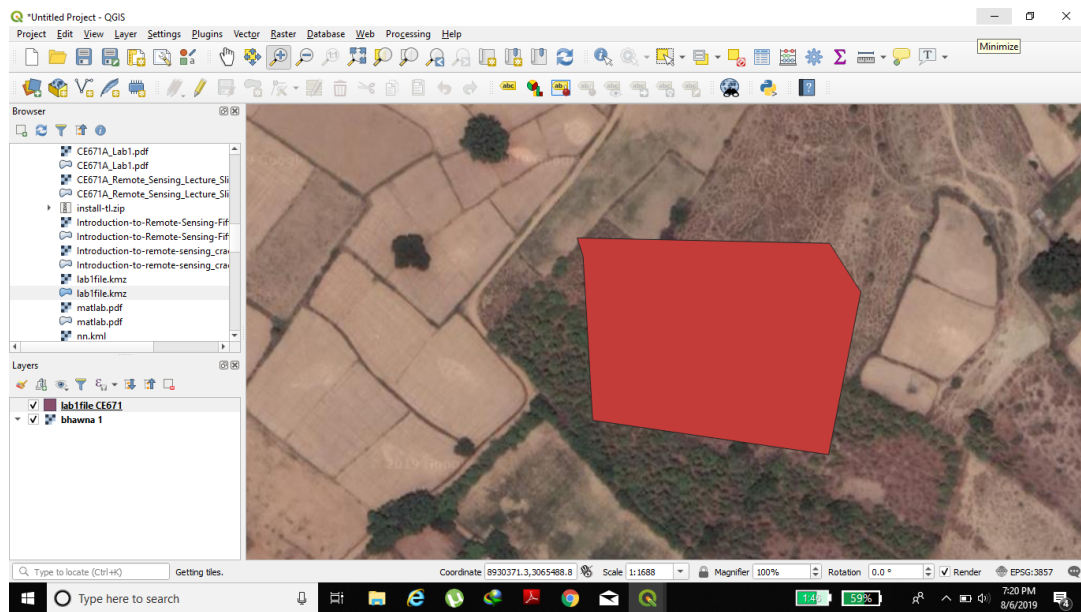 *Untitled Project - QGIS
Project Edit View Layer Settings Plugins Vector Raster Database Web Processing Help
Minimize
Browser
CE671A_Lab1.pdf
CE671A_Lab1.pdf
CE671A_Remote_Sensing_Lecture_Sli
CE671A_Remote_Sensing_Lecture_Sli
install-tl.zip
Introduction-to-Remote-Sensing-Fif
Introduction-to-Remote-Sensing-Fif
Introduction-to-remote-sensing_cra
Introduction-to-remote-sensing_cra
lab1file.kmz
lab1file.kmz
matlab.pdf
matlab.pdf
nn.kml
Layers
lab1file CE671
bhawna 1
Type to locate (Ctrl+K) Getting tiles. Coordinate 8930371.3,3065488.8 Scale 1:1688 Magnifier 100% Rotation 0.0 ° Render EPSG:3857
Type here to search 1:46 59% 7:20 PM
8/6/2019